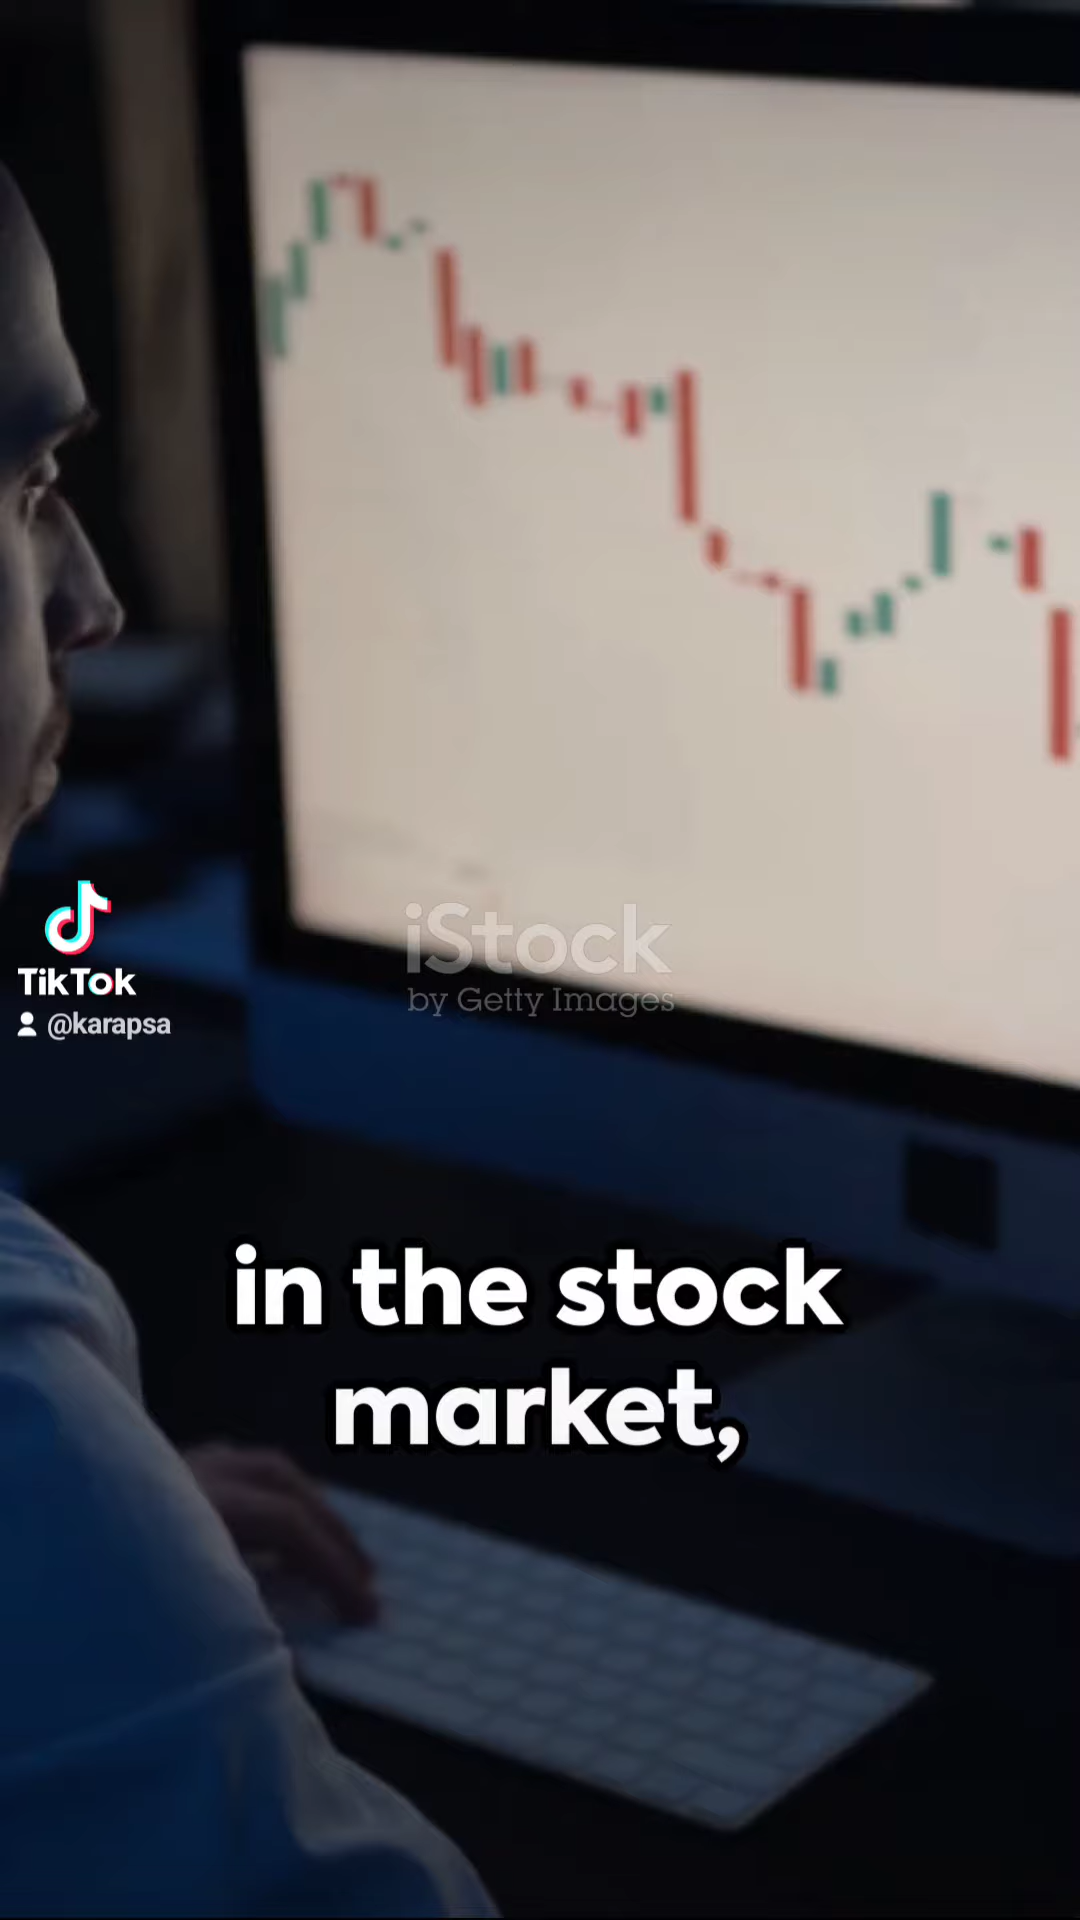 iStock
by Getty Images
TikTok
@karapsa
in the stock
market,